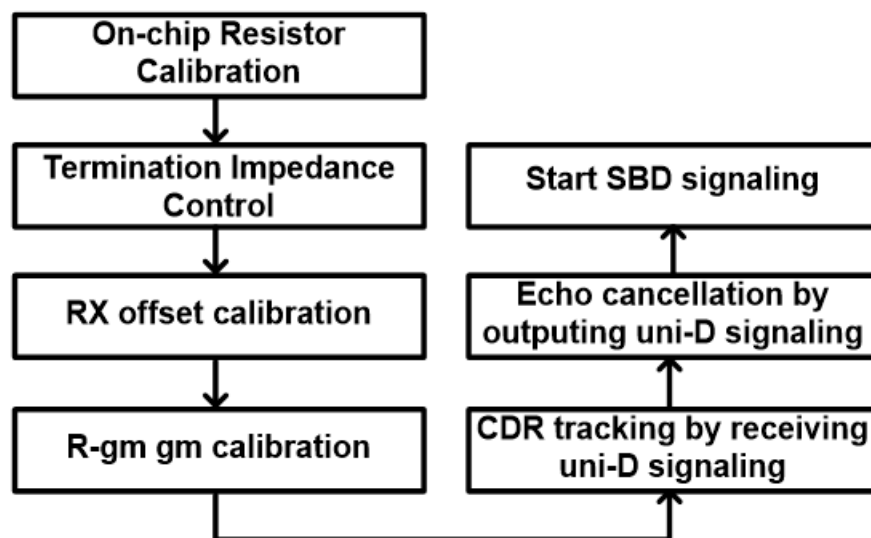 On-chip Resistor
Calibration
Termination Impedance
Control
RX offset calibration
R-gm gm calibration
CDR tracking by receiving
uni-D signaling
Echo cancellation by
outputing uni-D signaling
Start SBD signaling